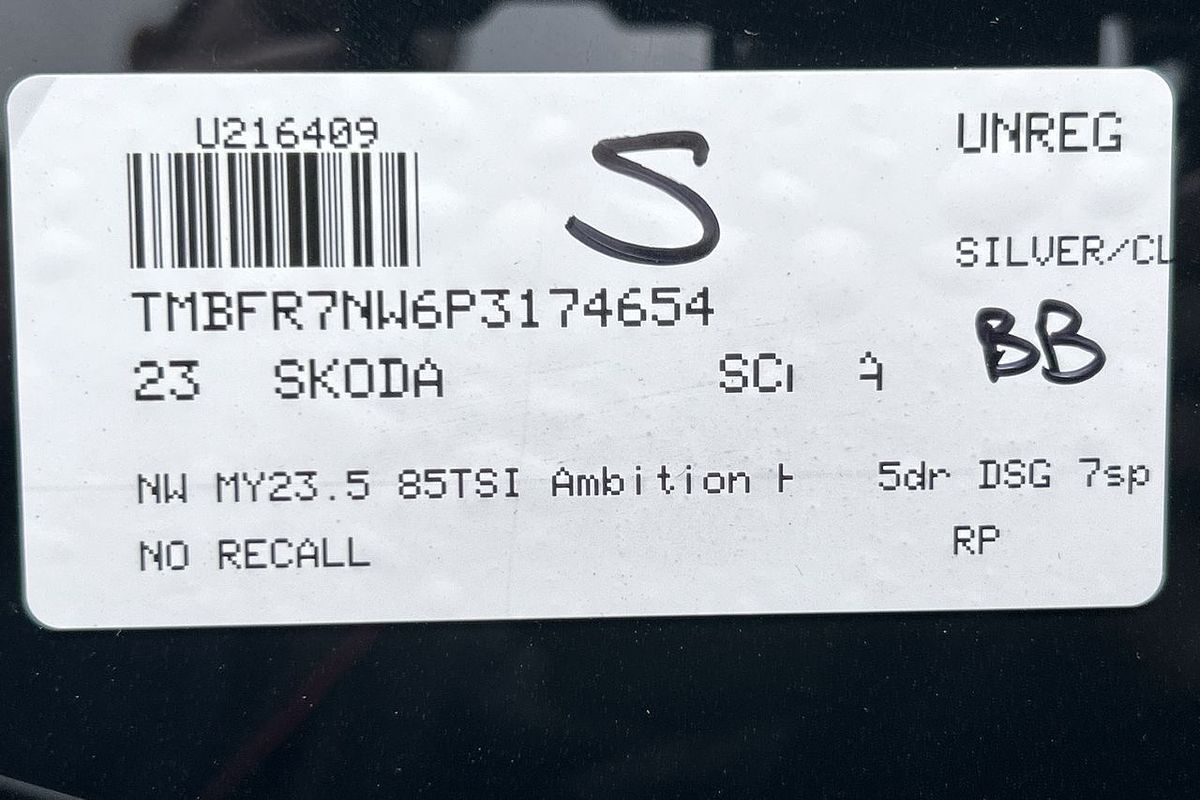 U216409
S
UNREG
SILVER/CL
TMBFR7NW6P3174654
BB
23 SKODA
NW MY23.5 85TSI Ambition 5dr DSG 7sp
NO RECALL
RP